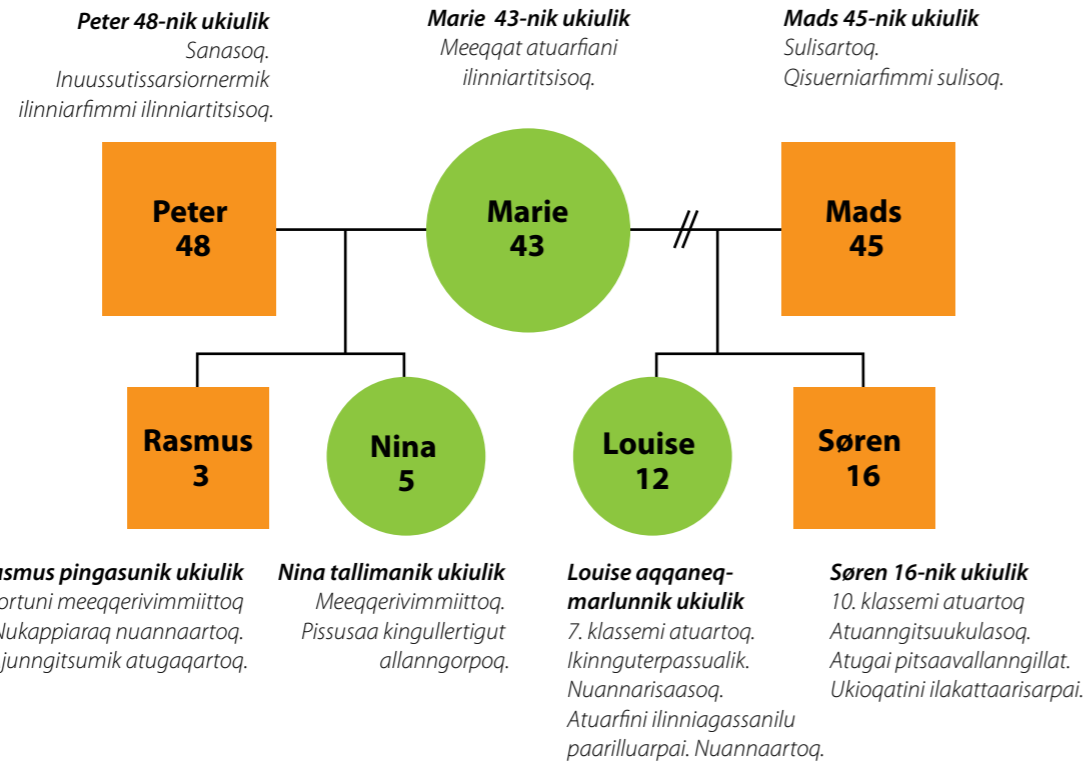 Peter 48-nik ukiulik
Sanasoq.
Inuussutissarsiornermik
ilinniarfimmi ilinniartitsisoq.
Marie 43-nik ukiulik
Meeqqat atuarfiani
ilinniartitsisoq.
Mads 45-nik ukiulik
Sulisartoq.
Qisuerniarfimmi sulisoq.
Peter
48
Marie
43
Mads
45
Rasmus
3
Nina
5
Louise
12
Søren
16
asmus pingasunik ukiulik
ortuni meeqqerivimmiittoq
Nukappiaraq nuannaartoq.
junngitsumik atugaqartoq.
Nina tallimanik ukiulik
Meeqqerivimmiittoq.
Pissusaa kingullertigut
allanngorpoq.
Louise aqqaneq-
marlunnik ukiulik
7. klassemi atuartoq.
Ikinnguterpassualik.
Nuannarisaasoq.
Atuarfini ilinniagassanilu
paarilluarpai. Nuannaartoq.
Søren 16-nik ukiulik
10. klassemi atuartoq
Atuanngitsuukulasoq.
Atugai pitsaavallanngillat.
Ukioqatini ilakattaarisarpai.